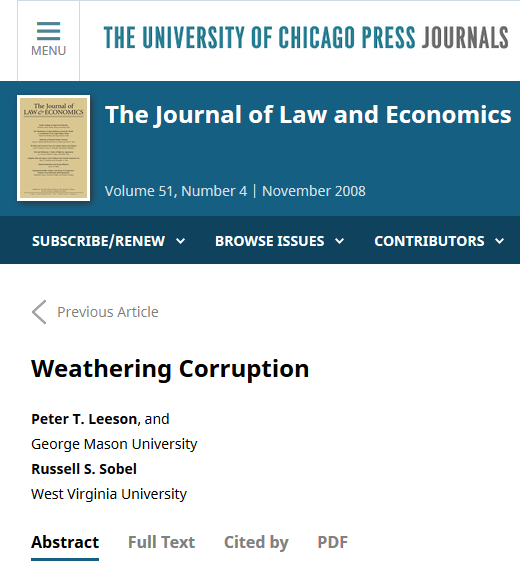 MENU
THE UNIVERSITY OF CHICAGO PRESS JOURNALS
The Journal of
LAW & ECONOMICS
The Journal of Law and Economics
Volume 51, Number 4 | November 2008
SUBSCRIBE/RENEW
BROWSE ISSUES
CONTRIBUTORS
Previous Article
Weathering Corruption
Peter T. Leeson, and
George Mason University
Russell S. Sobel
West Virginia University
Abstract
Full Text
Cited by
PDF